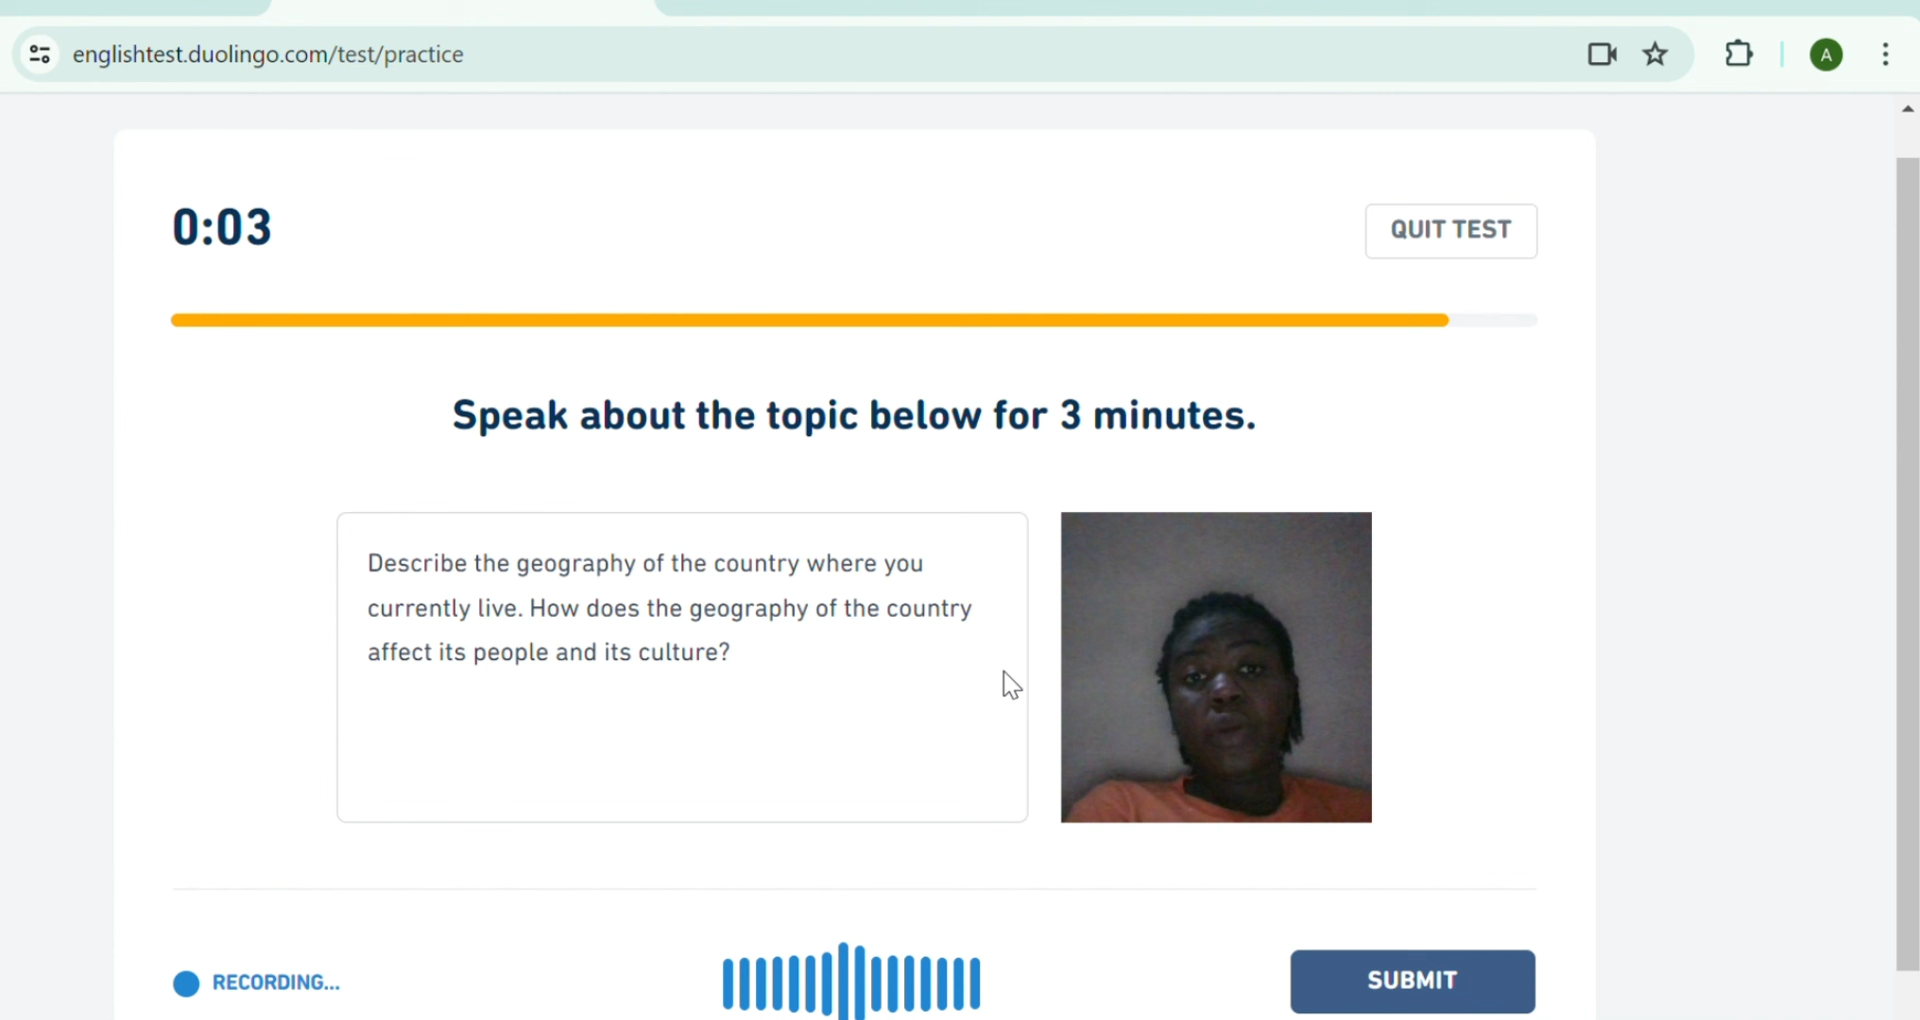 englishtest.duolingo.com/test/practice
A
0:03
QUIT TEST
Speak about the topic below for 3 minutes.
Describe the geography of the country where you
currently live. How does the geography of the country
affect its people and its culture?
RECORDING...
SUBMIT